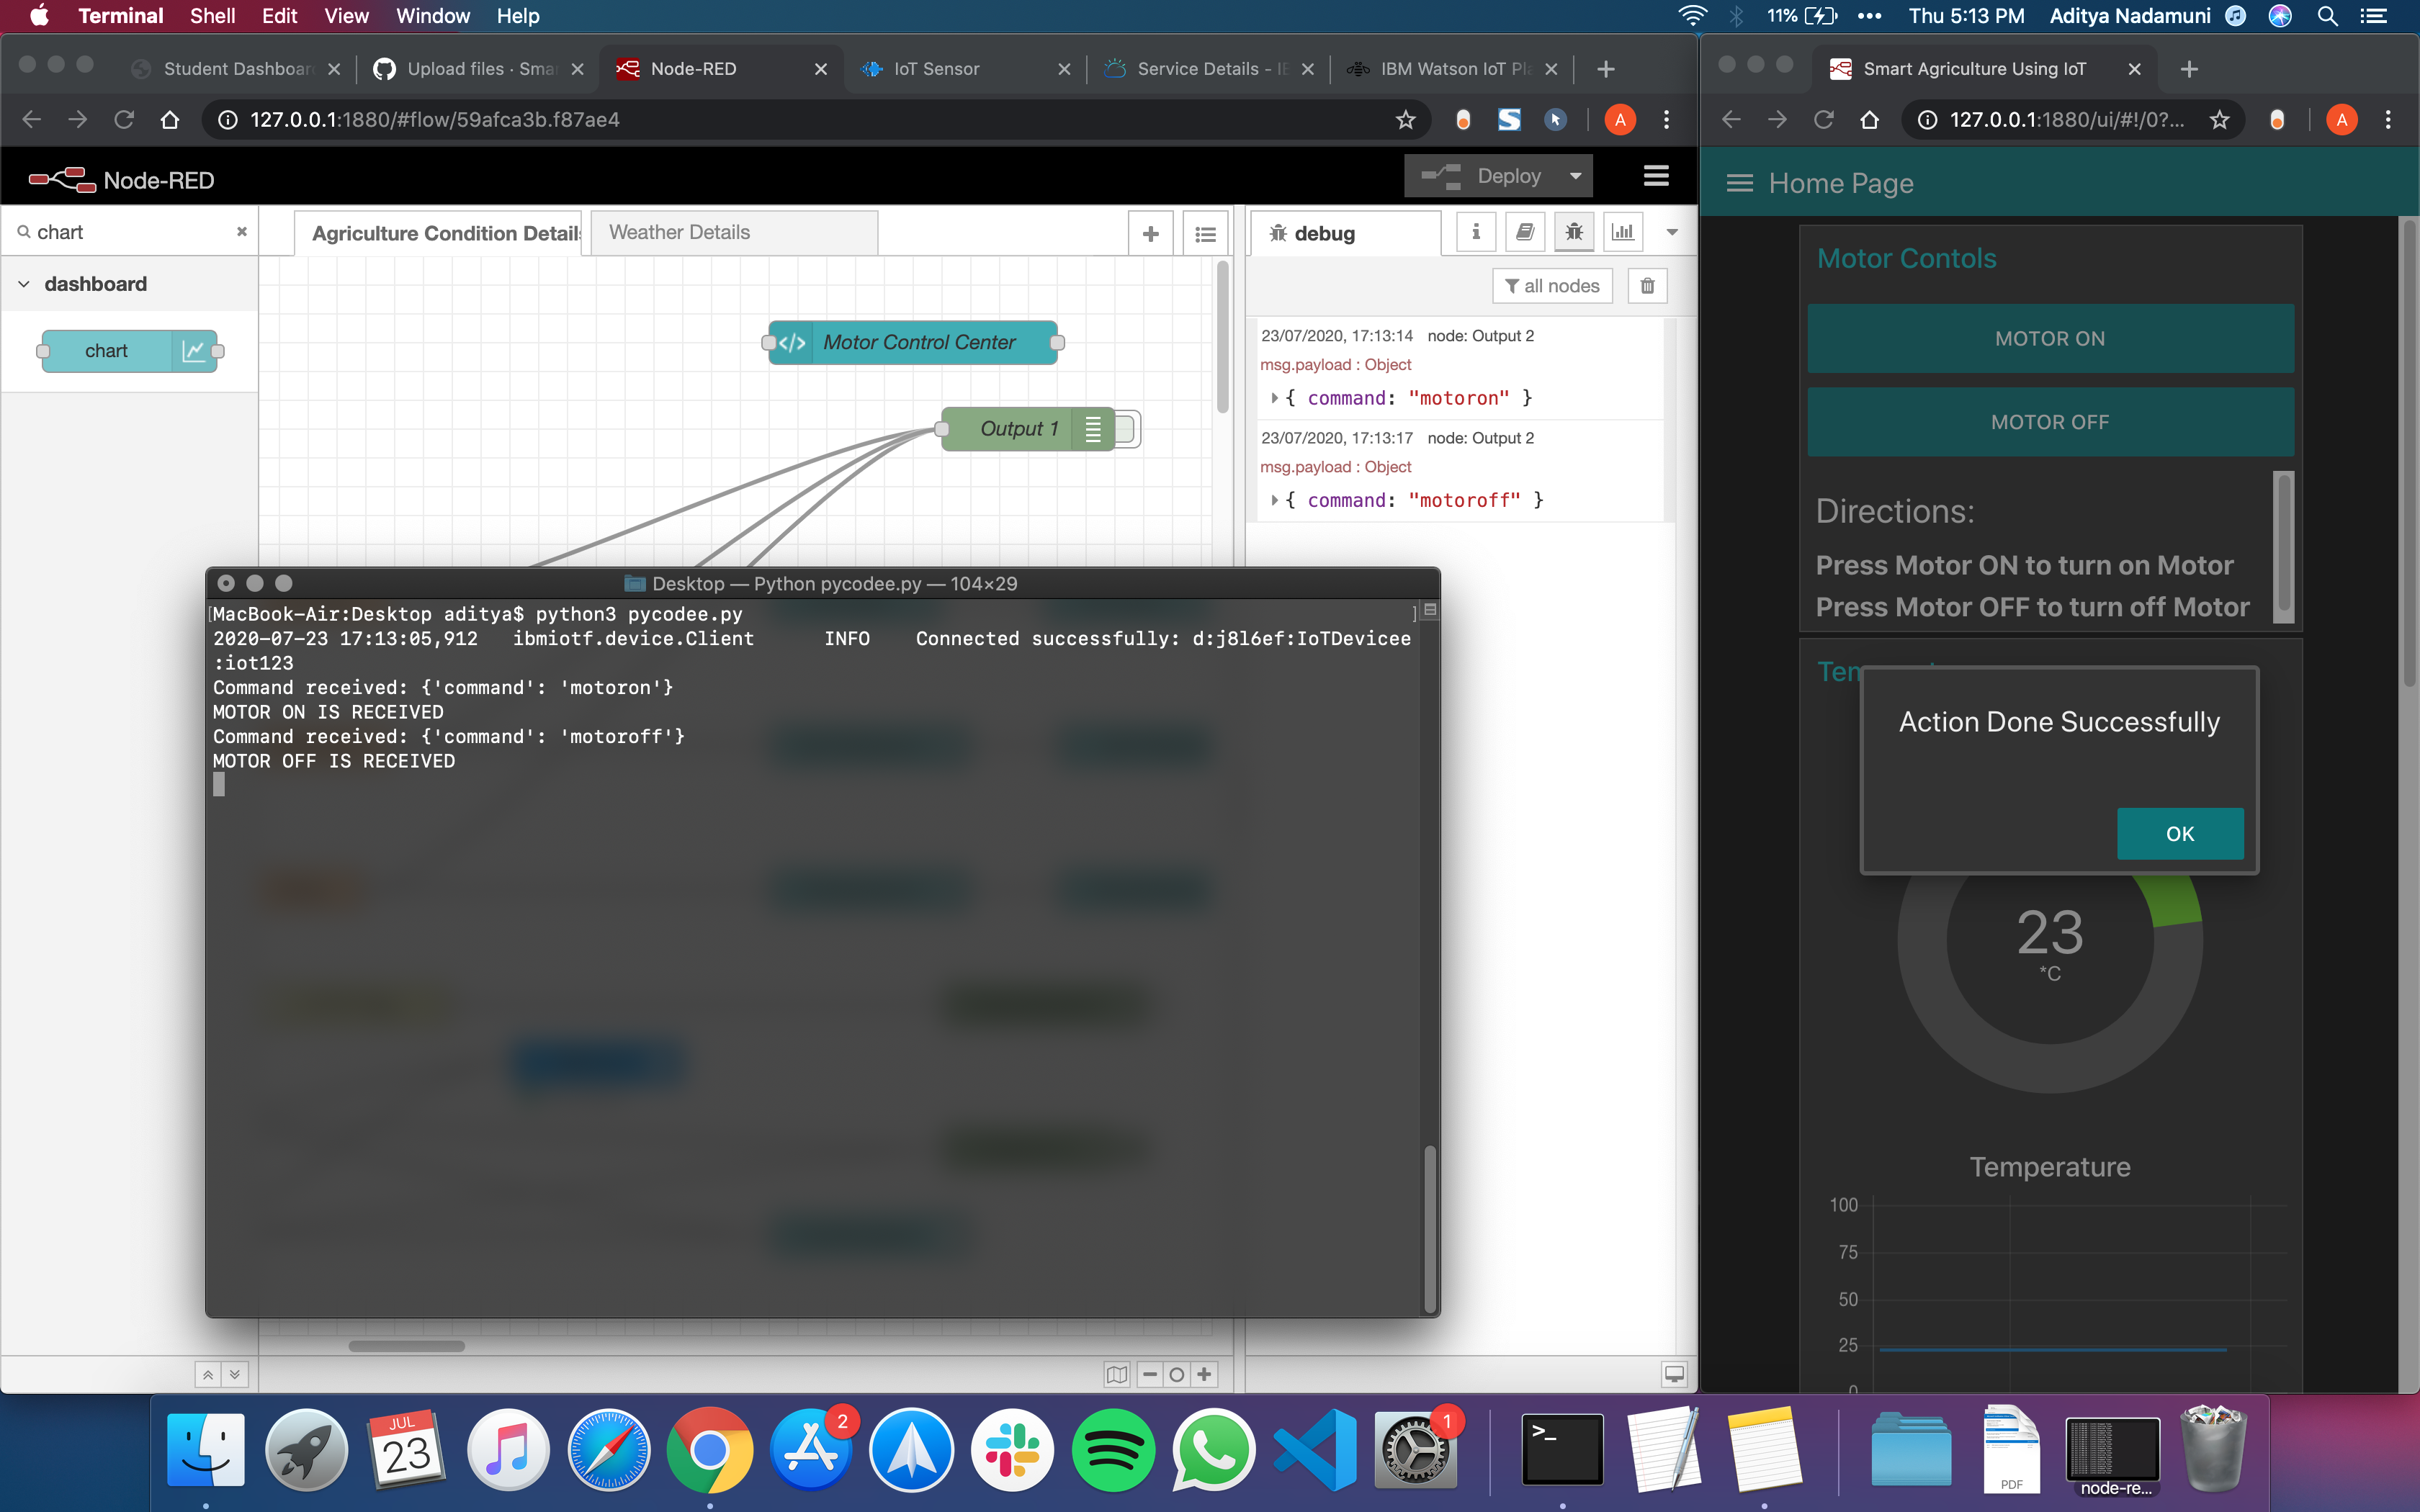 Terminal Shell Edit View Window Help
11% Thu 5:13 PM Aditya Nadamuni
Student Dashboar
Upload files · Sma
Node-RED
IoT Sensor
Service Details - IB
IBM Watson IoT Pla
127.0.0.1:1880/#flow/59afca3b.f87ae4
A
Node-RED
Deploy
chart
dashboard
chart
Agriculture Condition Detail
Weather Details
Motor Control Center
Output 1
debug
i
all nodes
23/07/2020, 17:13:14 node: Output 2
msg.payload : Object
{ command: "motoron" }
23/07/2020, 17:13:17 node: Output 2
msg.payload : Object
{ command: "motoroff" }
Desktop — Python pycodee.py — 104×29
[MacBook-Air:Desktop aditya$ python3 pycodee.py ]
2020-07-23 17:13:05,912 ibmiotf.device.Client INFO Connected successfully: d:j8l6ef:IoTDevicee
:iot123
Command received: {'command': 'motoron'}
MOTOR ON IS RECEIVED
Command received: {'command': 'motoroff'}
MOTOR OFF IS RECEIVED
Smart Agriculture Using IoT
127.0.0.1:1880/ui/#!/0?...
A
Home Page
Motor Contols
MOTOR ON
MOTOR OFF
Directions:
Press Motor ON to turn on Motor
Press Motor OFF to turn off Motor
Action Done Successfully
OK
23
*C
Temperature
100
75
50
25
0
JUL
23
2
1
>_
PDF
node-re...